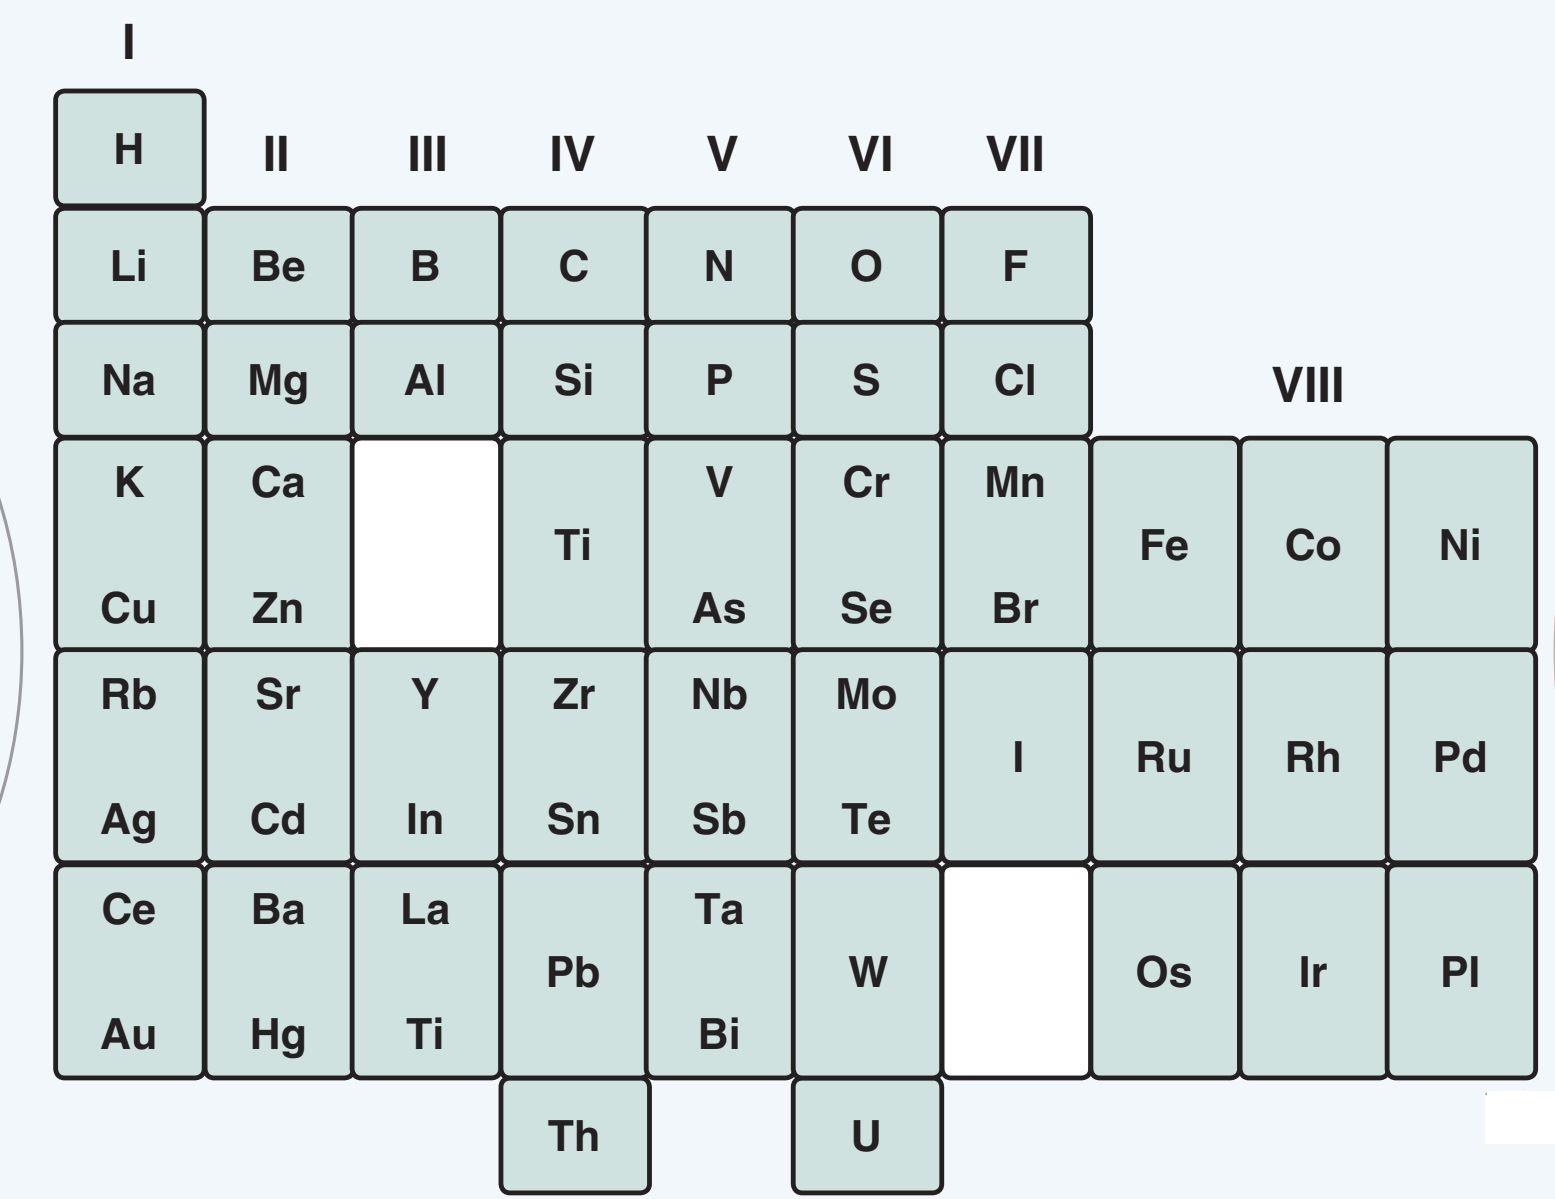 I
H II III IV V VI VII
Li Be B C N O F
Na Mg Al Si P S Cl VIII
K Ca V Cr Mn
Ti Fe Co Ni
Cu Zn As Se Br
Rb Sr Y Zr Nb Mo
I Ru Rh Pd
Ag Cd In Sn Sb Te
Ce Ba La Ta
Pb W Os Ir Pl
Au Hg Ti Bi
Th U